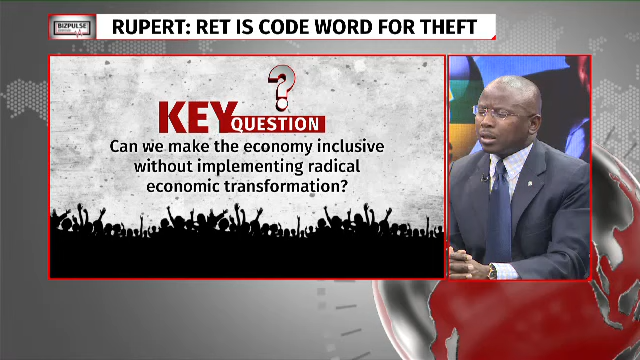 BIZPULSE
RUPERT: RET IS CODE WORD FOR THEFT
?
KEY QUESTION
Can we make the economy inclusive
without implementing radical
economic transformation?